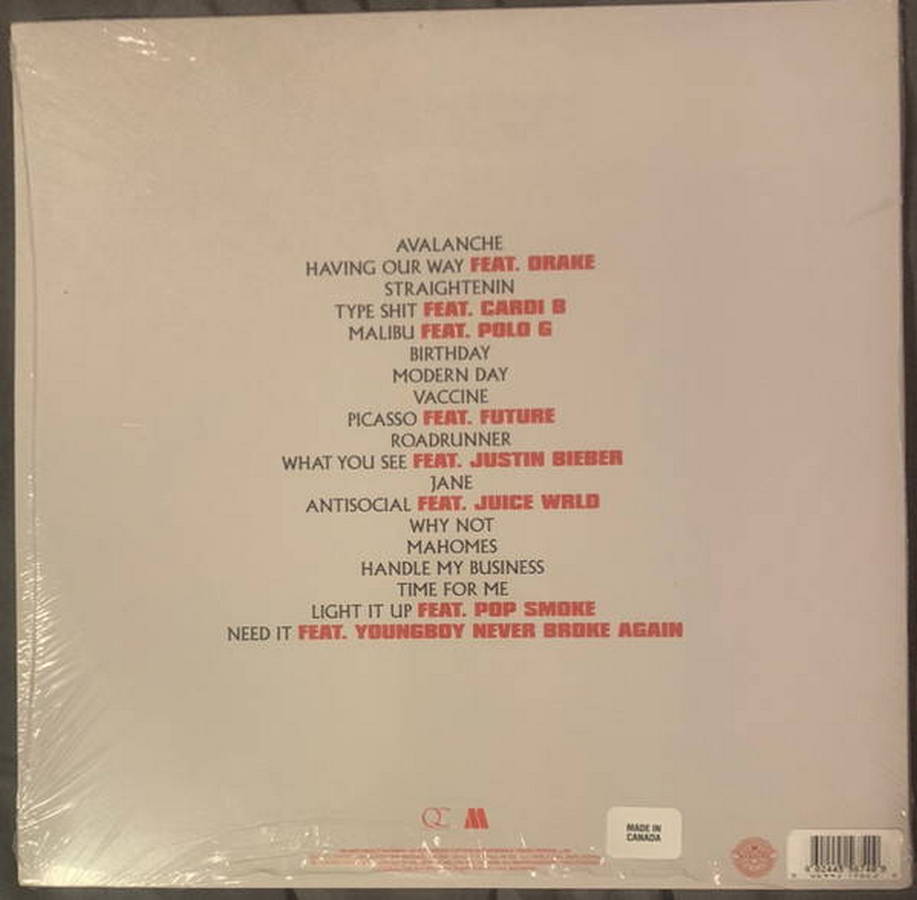 AVALANCHE
HAVING OUR WAY FEAT. DRAKE
STRAIGHTENIN
TYPE SHIT FEAT. CARDI B
MALIBU FEAT. POLO G
BIRTHDAY
MODERN DAY
VACCINE
PICASSO FEAT. FUTURE
ROADRUNNER
WHAT YOU SEE FEAT. JUSTIN BIEBER
JANE
ANTISOCIAL FEAT. JUICE WRLD
WHY NOT
MAHOMES
HANDLE MY BUSINESS
TIME FOR ME
LIGHT IT UP FEAT. POP SMOKE
NEED IT FEAT. YOUNGBOY NEVER BROKE AGAIN
QC M
MADE IN
CANADA